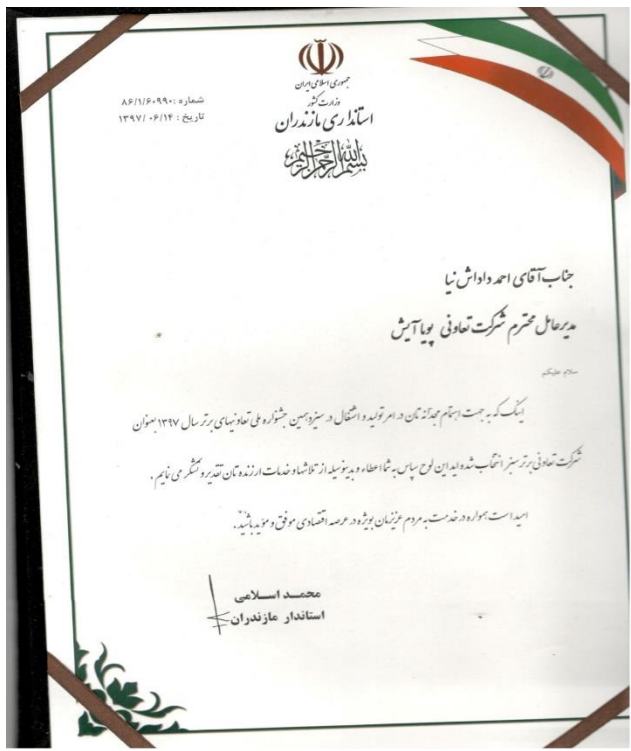 جمهوری اسلامی ایران
وزارت کشور
استانداری مازندران
بسم الله الرحمن الرحیم
شماره : ۸۶/۱/۶۰۹۹۰
تاریخ : ۱۳۹۷/۰۶/۱۴
جناب آقای احمد داداش نیا
مدیرعامل محترم شرکت تعاونی پویا آیش
سلام علیکم
اینک که به جهت اهتمام مجدانه تان در امر تولید و اشتغال در سیزدهمین جشنواره ملی تعاونیهای برتر سال ۱۳۹۷ بعنوان
شرکت تعاونی برتر سبز انتخاب شده اید این لوح سپاس به شما اعطاء و بدینوسیله از تلاشها و خدمات ارزنده تان تقدیر و تشکر می نمایم .
امید است همواره در خدمت به مردم عزیزمان بویژه در عرصه اقتصادی موفق و مؤید باشید .
محمد اسلامی
استاندار مازندران